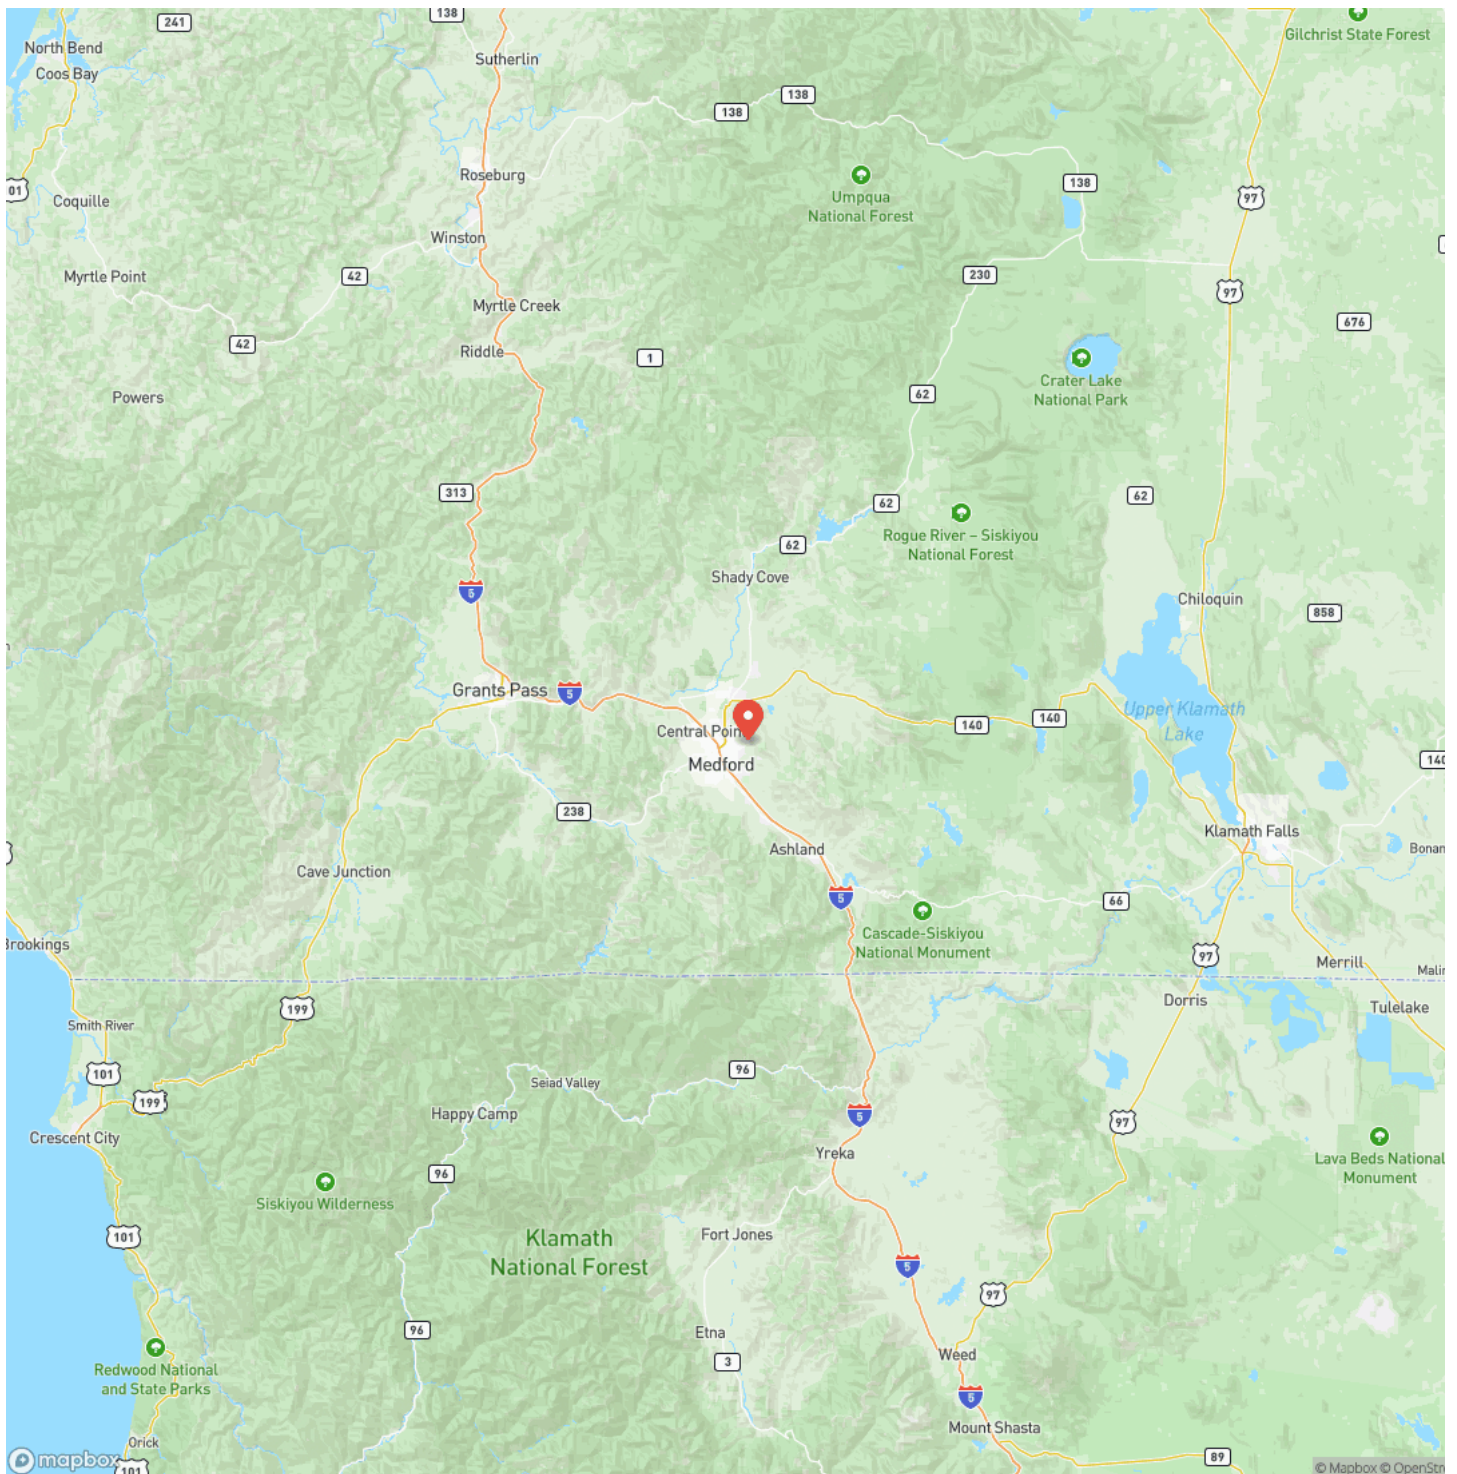 138
241
Gilchrist State Forest
North Bend
Sutherlin
Coos Bay
138
138
Roseburg
Umpqua
National Forest
138
01
97
Coquille
Winston
Myrtle Point
42
230
97
Myrtle Creek
676
42
Riddle
1
Crater Lake
National Park
Powers
62
313
62
62
Rogue River – Siskiyou
National Forest
62
Shady Cove
5
Chiloquin
858
Grants Pass
5
Upper Klamath
Lake
140
140
Central Poin
Medford
140
238
Klamath Falls
Ashland
Bonan
Cave Junction
5
66
Cascade-Siskiyou
National Monument
Brookings
97
Merrill
Malin
199
Dorris
Tulelake
Smith River
101
96
Seiad Valley
199
Happy Camp
5
97
Crescent City
Yreka
Lava Beds National
Monument
96
Siskiyou Wilderness
101
Klamath
National Forest
Fort Jones
5
97
96
Etna
Redwood National
and State Parks
3
Weed
5
Mount Shasta
Orick
89
mapbox
101
© Mapbox © OpenStre